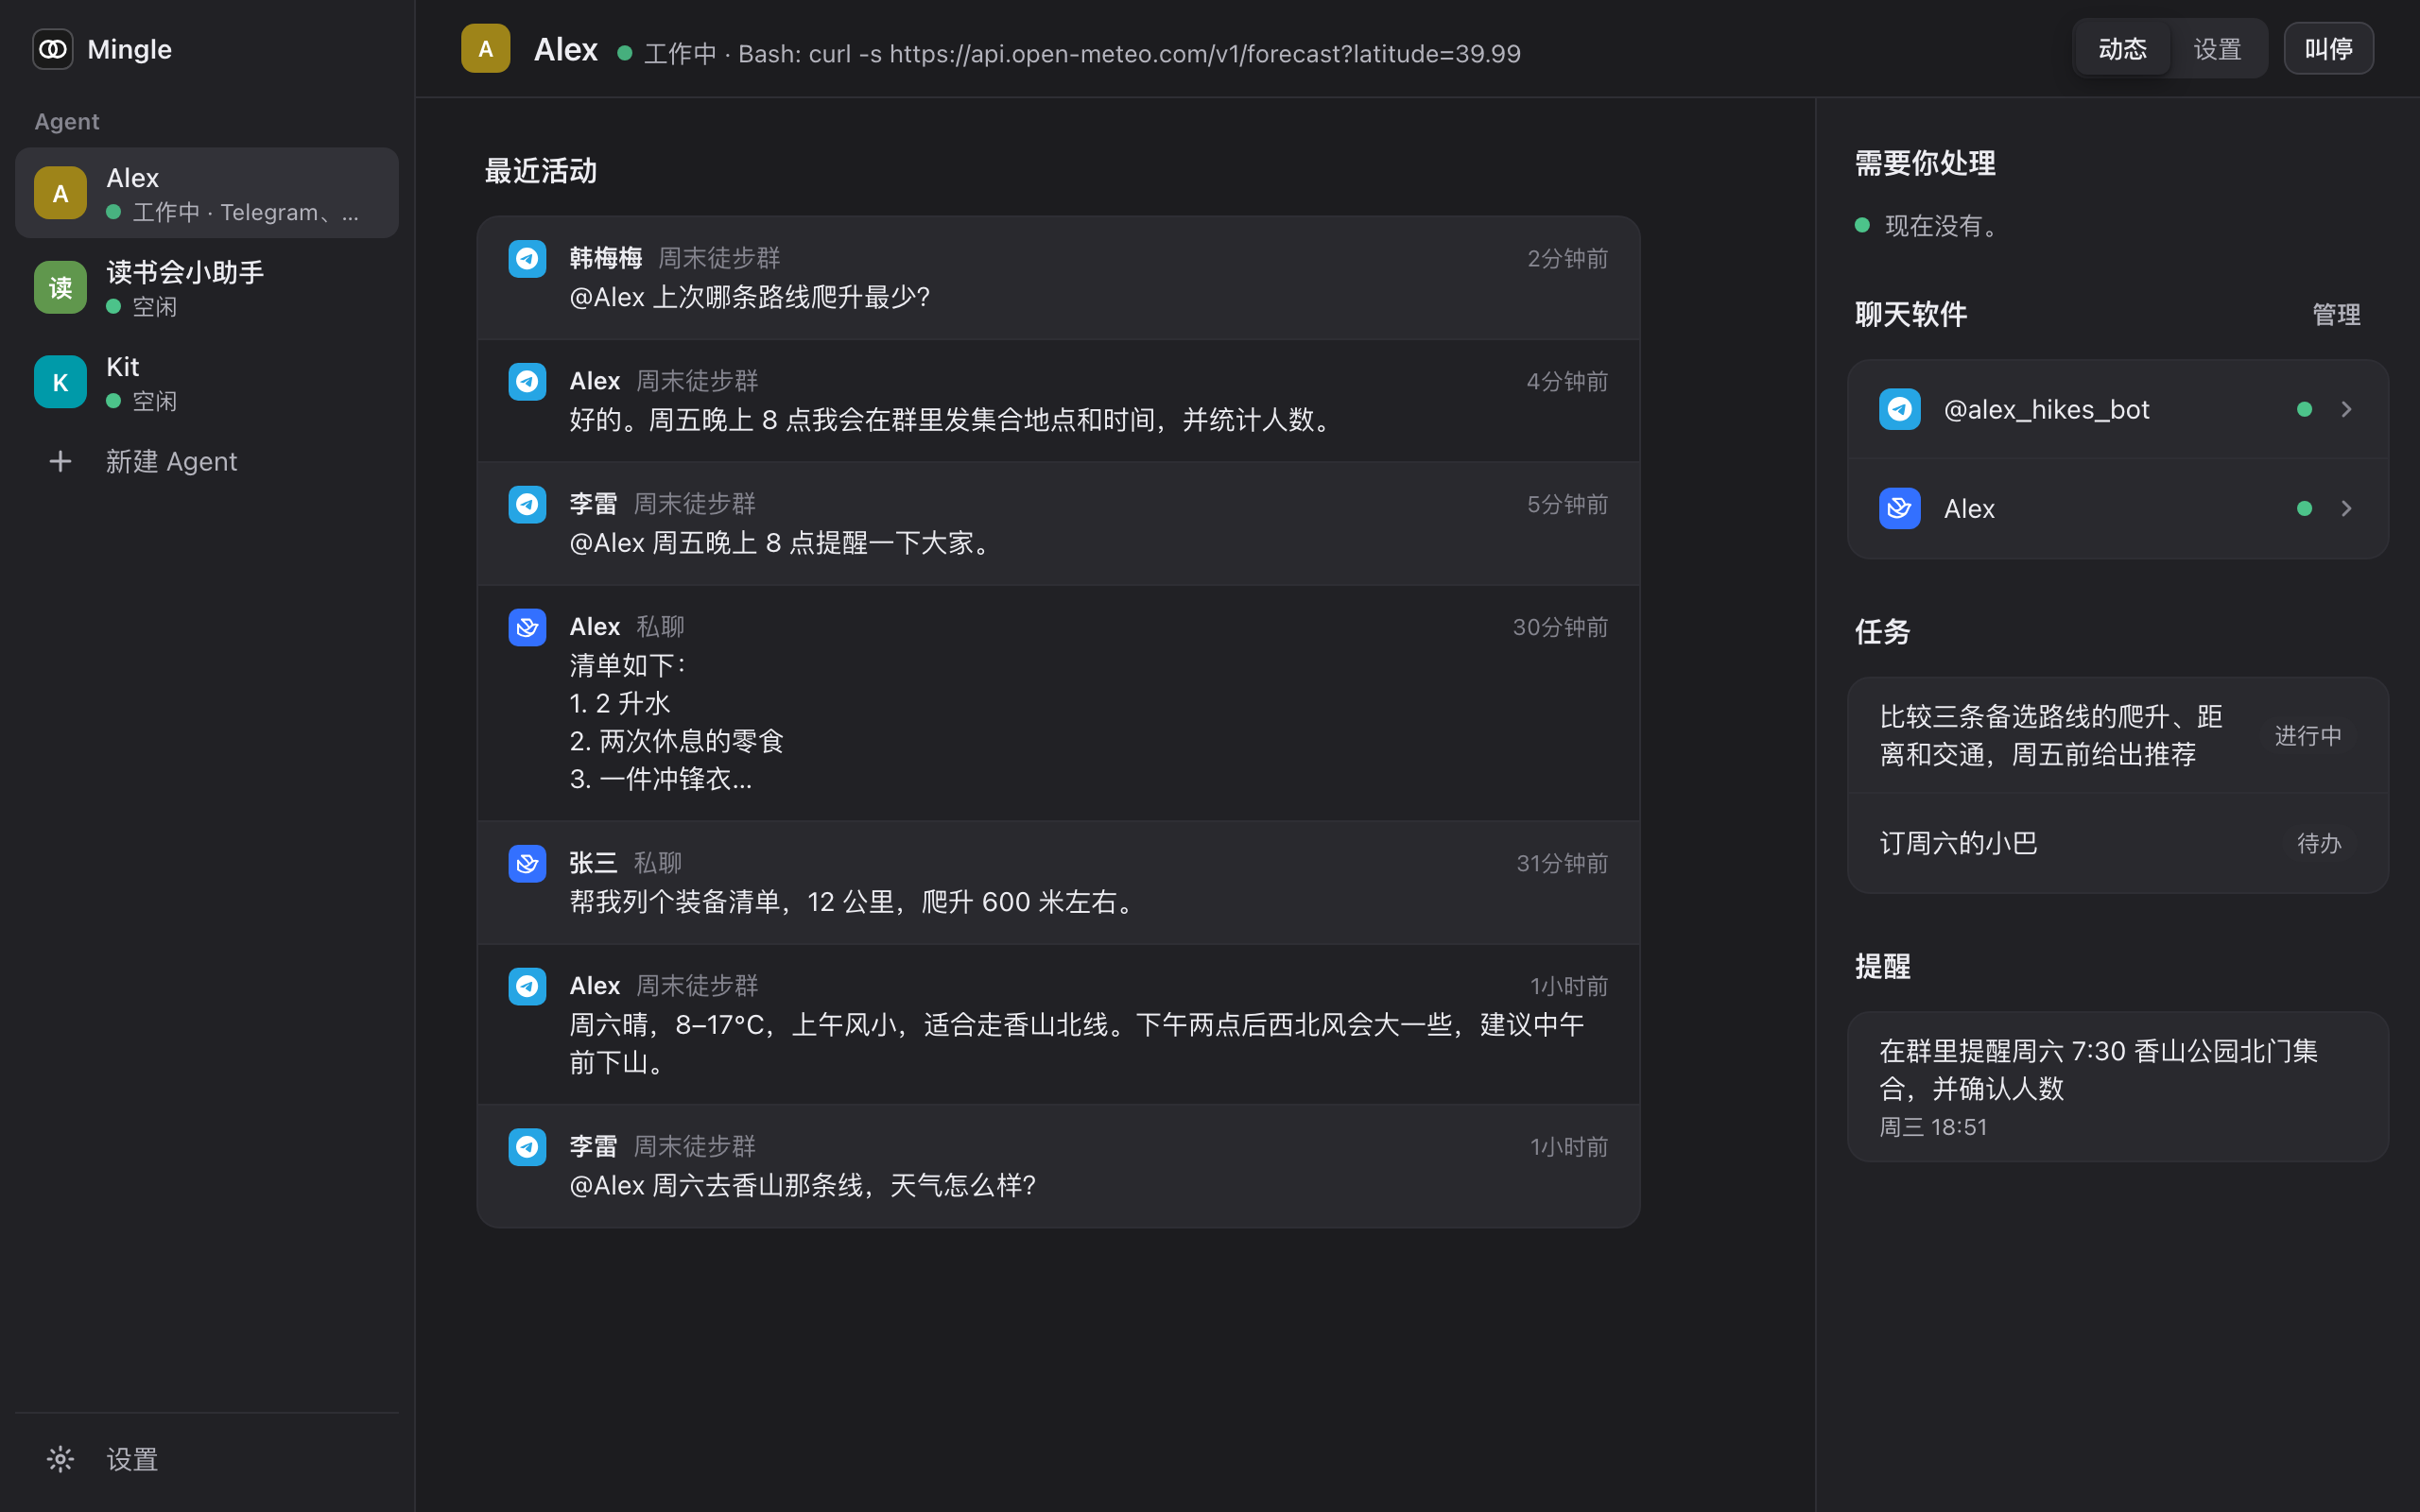 Mingle
Agent
A
Alex
工作中 · Telegram、...
读
读书会小助手
空闲
K
Kit
空闲
新建 Agent
设置
A
Alex
工作中 · Bash: curl -s https://api.open-meteo.com/v1/forecast?latitude=39.99
动态
设置
叫停
最近活动
韩梅梅 周末徒步群 2分钟前
@Alex 上次哪条路线爬升最少？
Alex 周末徒步群 4分钟前
好的。周五晚上 8 点我会在群里发集合地点和时间，并统计人数。
李雷 周末徒步群 5分钟前
@Alex 周五晚上 8 点提醒一下大家。
Alex 私聊 30分钟前
清单如下：
1. 2 升水
2. 两次休息的零食
3. 一件冲锋衣...
张三 私聊 31分钟前
帮我列个装备清单，12 公里，爬升 600 米左右。
Alex 周末徒步群 1小时前
周六晴，8–17°C，上午风小，适合走香山北线。下午两点后西北风会大一些，建议中午
前下山。
李雷 周末徒步群 1小时前
@Alex 周六去香山那条线，天气怎么样？
需要你处理
现在没有。
聊天软件 管理
@alex_hikes_bot
Alex
任务
比较三条备选路线的爬升、距
离和交通，周五前给出推荐
进行中
订周六的小巴 待办
提醒
在群里提醒周六 7:30 香山公园北门集
合，并确认人数
周三 18:51